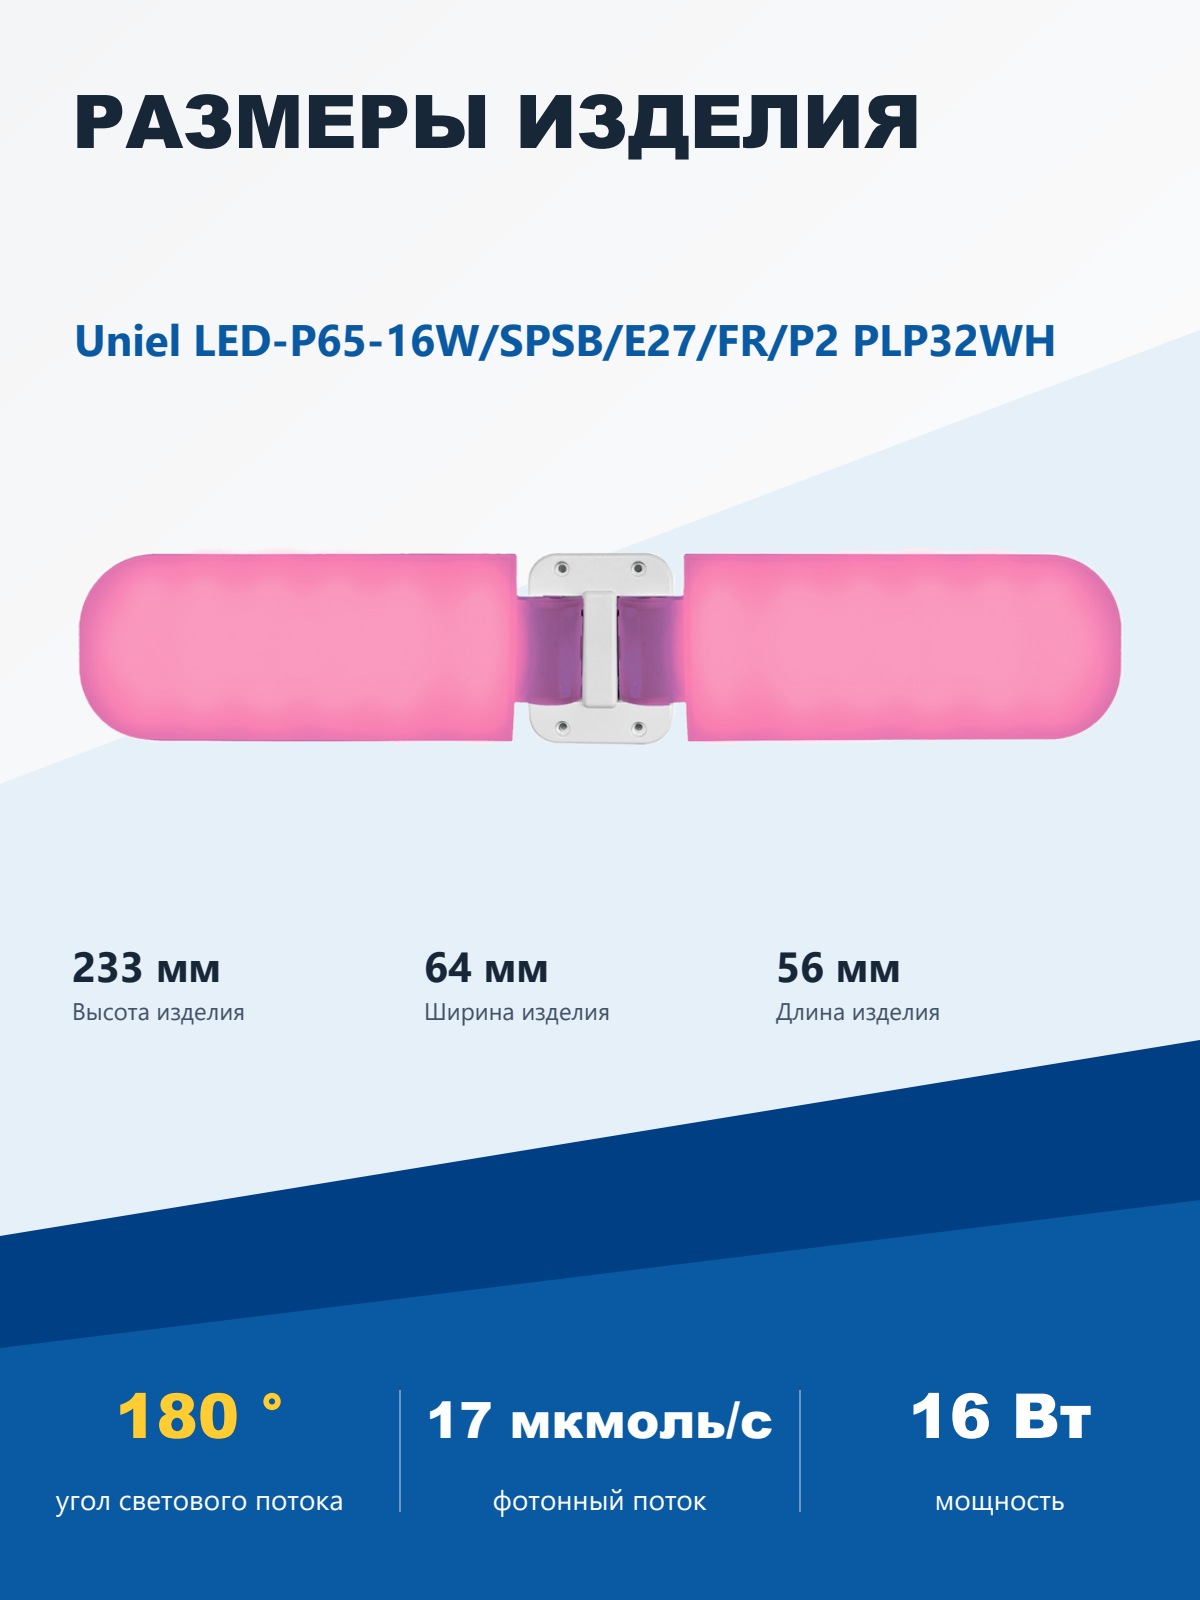 РАЗМЕРЫ ИЗДЕЛИЯ
Uniel LED-P65-16W/SPSB/E27/FR/P2 PLP32WH
233 мм
Высота изделия
64 мм
Ширина изделия
56 мм
Длина изделия
180 °
угол светового потока
17 мкмоль/с
фотонный поток
16 Вт
мощность